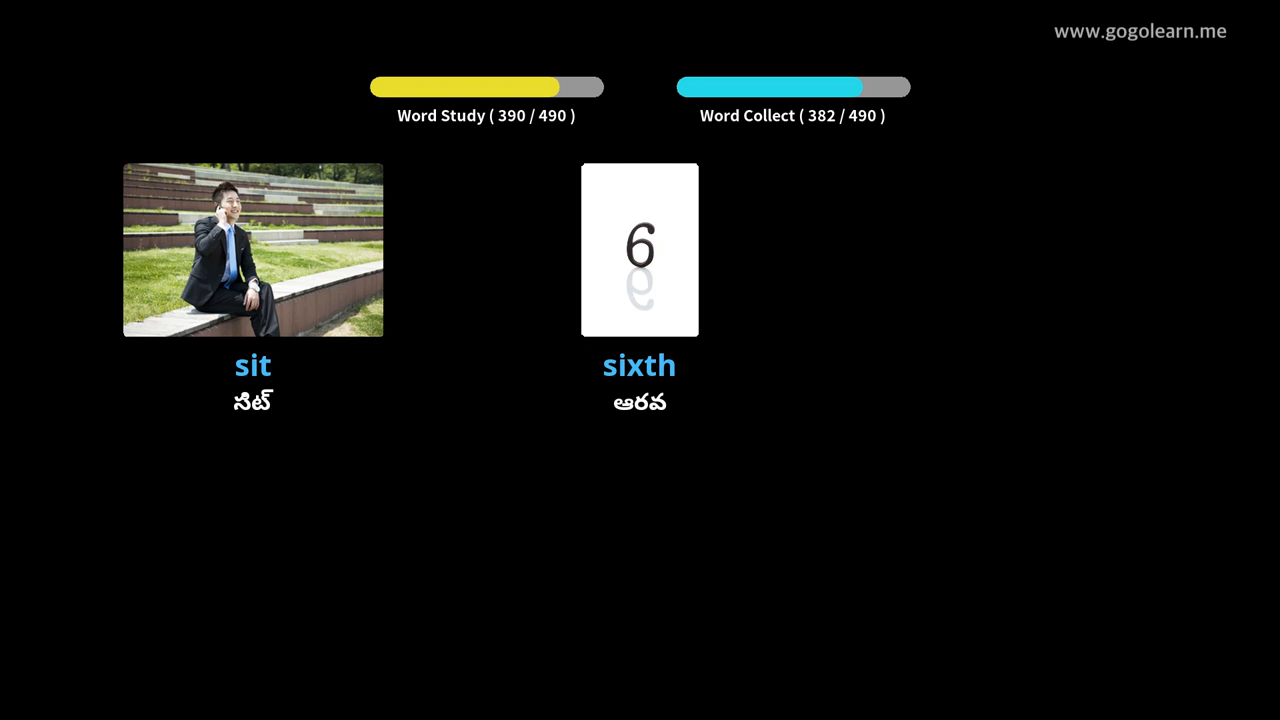 www.gogolearn.me
Word Study ( 390 / 490 )
Word Collect ( 382 / 490 )
6
sit
సిట్
sixth
ఆరవ